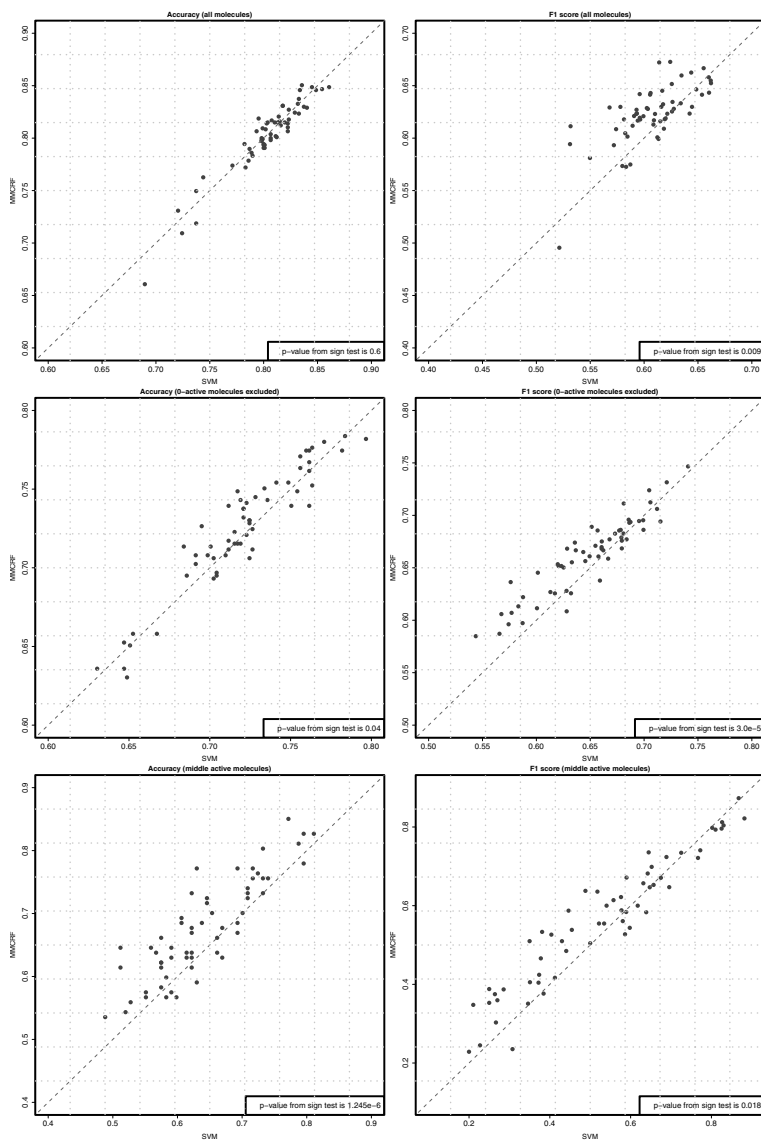 Accuracy (all molecules)
0.90
0.85
0.80
0.75
0.70
0.65
0.60
MMCRF
p−value from sign test is 0.6
0.60 0.65 0.70 0.75 0.80 0.85 0.90
SVM
F1 score (all molecules)
0.70
0.65
0.60
0.55
0.50
0.45
0.40
MMCRF
p−value from sign test is 0.009
0.40 0.45 0.50 0.55 0.60 0.65 0.70
SVM
Accuracy (0−active molecules excluded)
0.80
0.75
0.70
0.65
0.60
MMCRF
p−value from sign test is 0.04
0.60 0.65 0.70 0.75 0.80
SVM
F1 score (0−active molecules excluded)
0.80
0.75
0.70
0.65
0.60
0.55
0.50
MMCRF
p−value from sign test is 3.0e−5
0.50 0.55 0.60 0.65 0.70 0.75 0.80
SVM
Accuracy (middle active molecules)
0.9
0.8
0.7
0.6
0.5
0.4
MMCRF
p−value from sign test is 1.245e−6
0.4 0.5 0.6 0.7 0.8 0.9
SVM
F1 score (middle active molecules)
0.8
0.6
0.4
0.2
MMCRF
p−value from sign test is 0.018
0.2 0.4 0.6 0.8
SVM